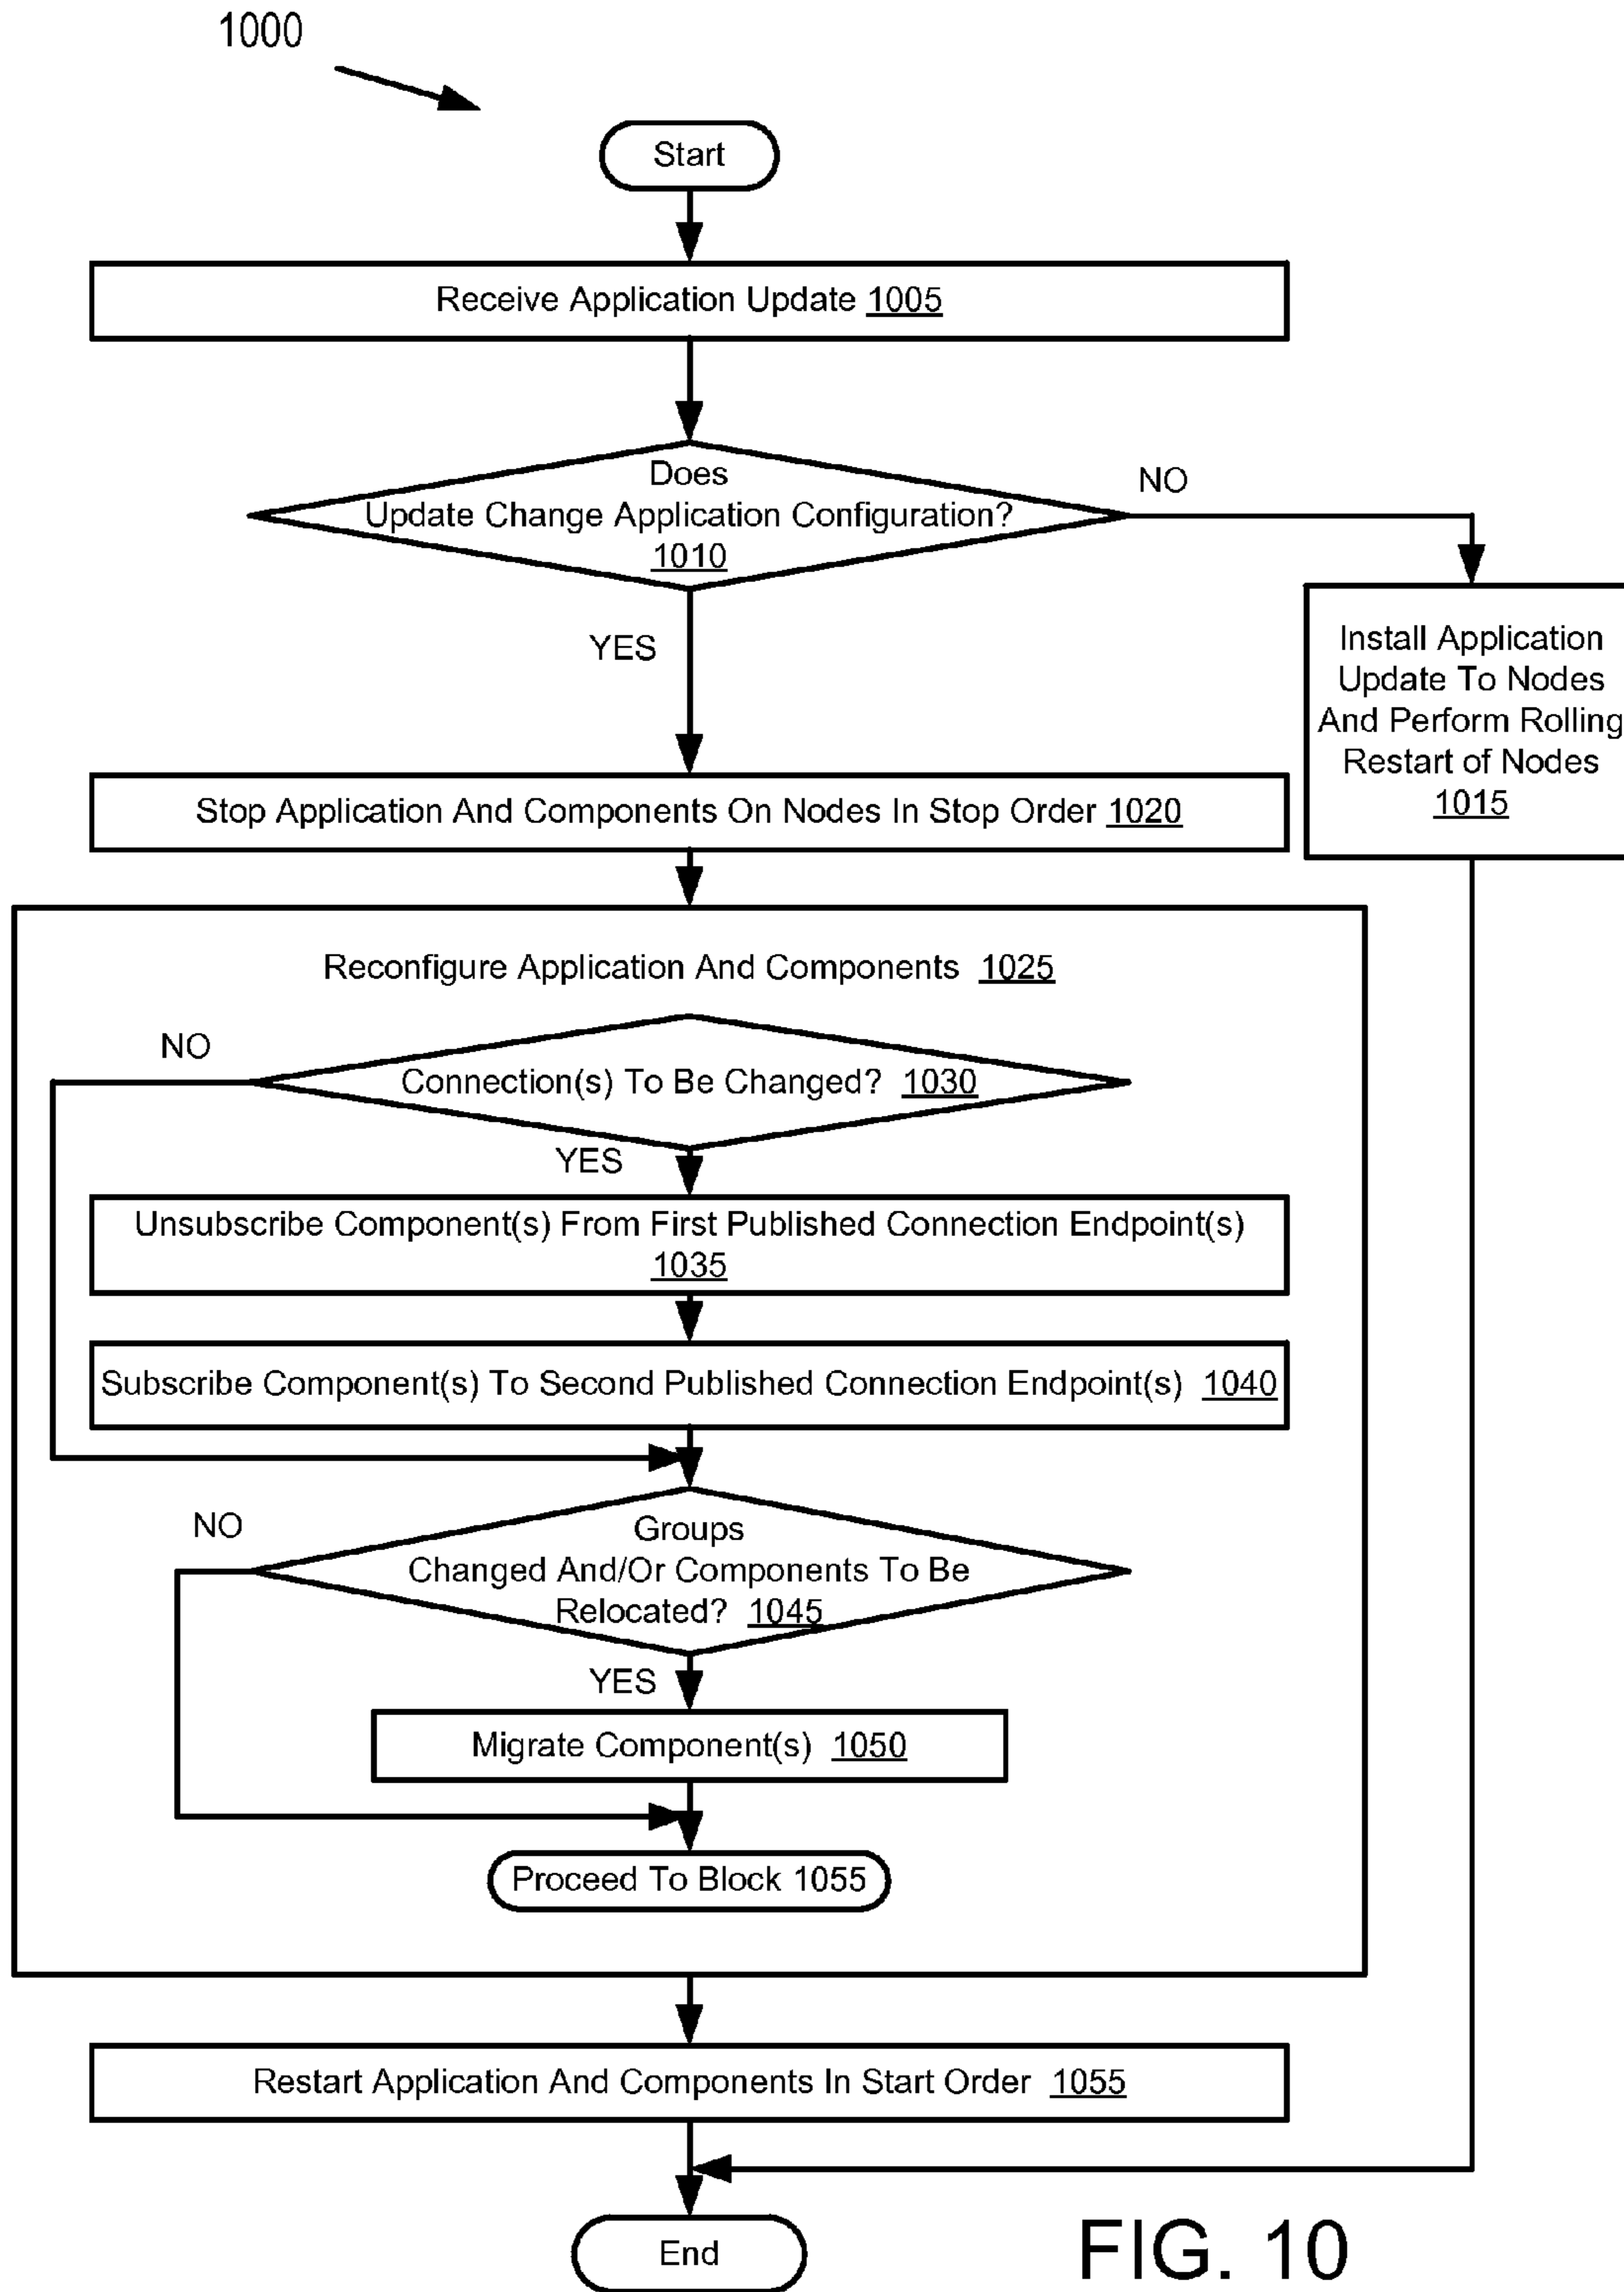 1000
Start
Receive Application Update 1005
Does
Update Change Application Configuration?
1010
NO
YES
Install Application
Update To Nodes
And Perform Rolling
Restart of Nodes
1015
Stop Application And Components On Nodes In Stop Order 1020
Reconfigure Application And Components 1025
NO
Connection(s) To Be Changed? 1030
YES
Unsubscribe Component(s) From First Published Connection Endpoint(s)
1035
Subscribe Component(s) To Second Published Connection Endpoint(s) 1040
NO
Groups
Changed And/Or Components To Be
Relocated? 1045
YES
Migrate Component(s) 1050
Proceed To Block 1055
Restart Application And Components In Start Order 1055
End
FIG. 10